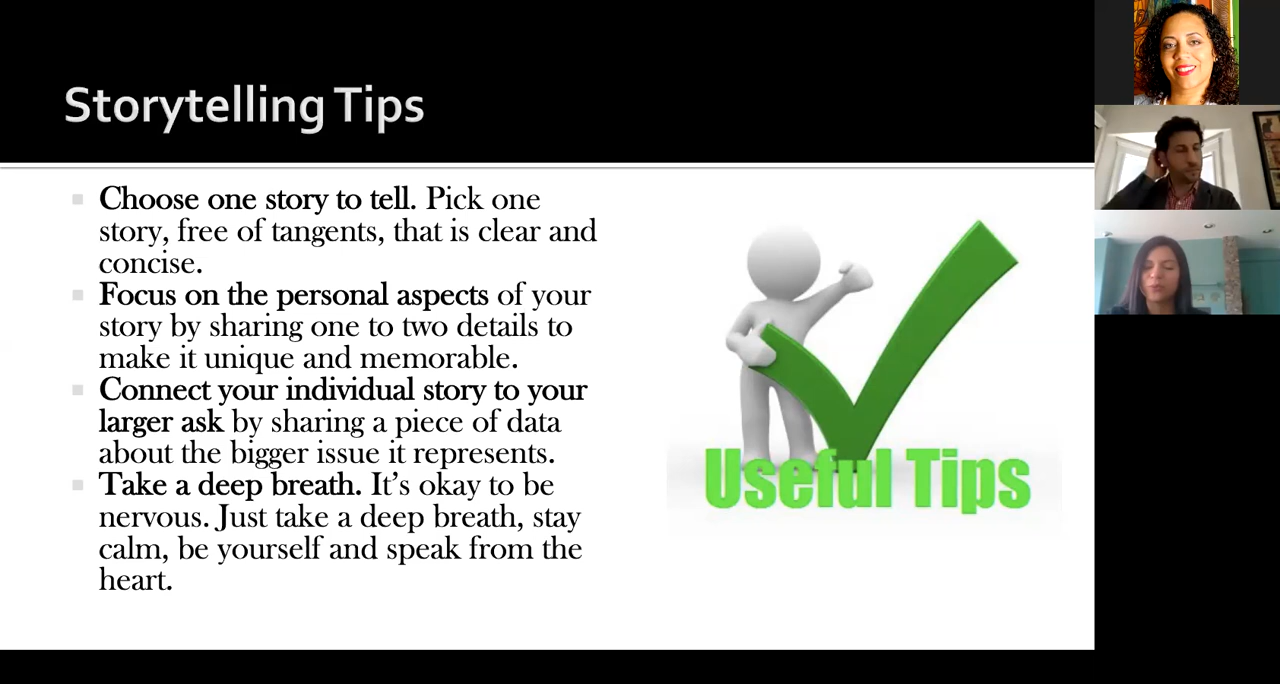 Storytelling Tips
Choose one story to tell. Pick one
story, free of tangents, that is clear and
concise.
Focus on the personal aspects of your
story by sharing one to two details to
make it unique and memorable.
Connect your individual story to your
larger ask by sharing a piece of data
about the bigger issue it represents.
Take a deep breath. It’s okay to be
nervous. Just take a deep breath, stay
calm, be yourself and speak from the
heart.
Useful Tips